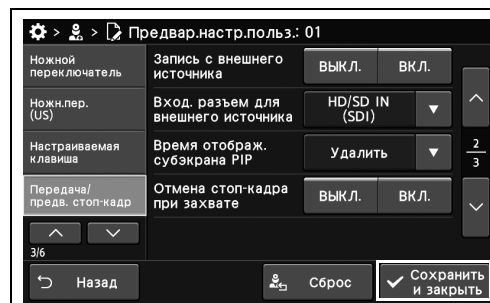 > > Предвар.настр.польз.: 01
Ножной
переключатель
Ножн.пер.
(US)
Настраиваемая
клавиша
Передача/
предв. стоп-кадр
3/6
Запись с внешнего
источника
ВЫКЛ. ВКЛ.
Вход. разъем для
внешнего источника
HD/SD IN
(SDI)
Время отображ.
субэкрана PIP
Удалить
Отмена стоп-кадра
при захвате
ВЫКЛ. ВКЛ.
2
3
Назад
Сброс
Сохранить
и закрыть